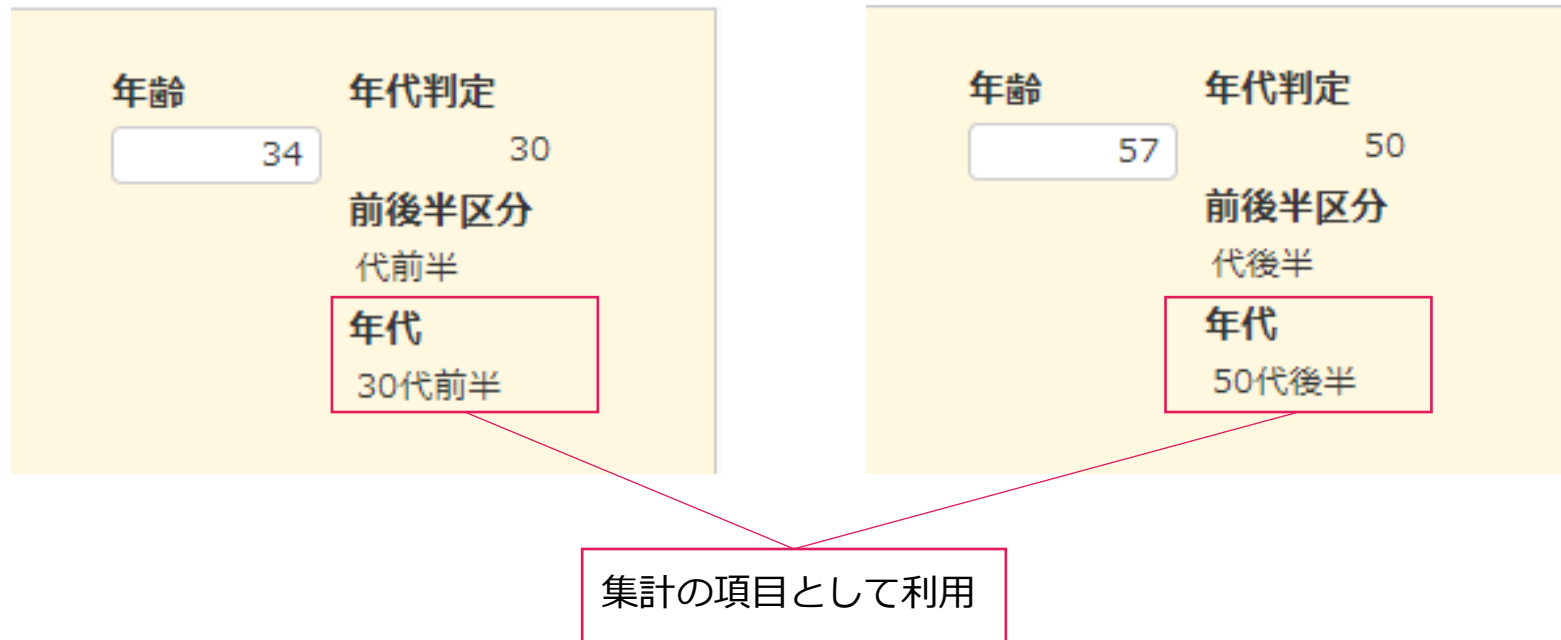 年齢 年代判定
34 30
前後半区分
代前半
年代
30代前半
年齢 年代判定
57 50
前後半区分
代後半
年代
50代後半
集計の項目として利用